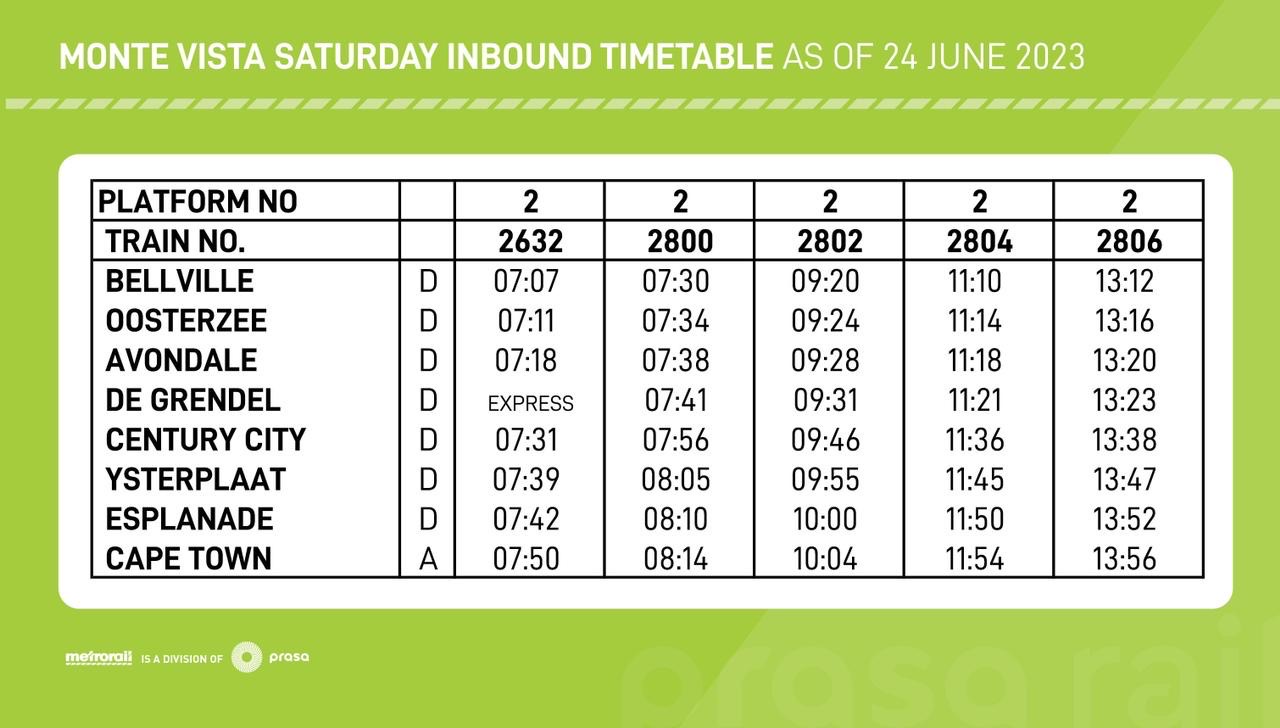 MONTE VISTA SATURDAY INBOUND TIMETABLE AS OF 24 JUNE 2023
PLATFORM NO 2 2 2 2 2
TRAIN NO. 2632 2800 2802 2804 2806
BELLVILLE D 07:07 07:30 09:20 11:10 13:12
OOSTERZEE D 07:11 07:34 09:24 11:14 13:16
AVONDALE D 07:18 07:38 09:28 11:18 13:20
DE GRENDEL D EXPRESS 07:41 09:31 11:21 13:23
CENTURY CITY D 07:31 07:56 09:46 11:36 13:38
YSTERPLAAT D 07:39 08:05 09:55 11:45 13:47
ESPLANADE D 07:42 08:10 10:00 11:50 13:52
CAPE TOWN A 07:50 08:14 10:04 11:54 13:56
metrorail IS A DIVISION OF prasa
prasa rail